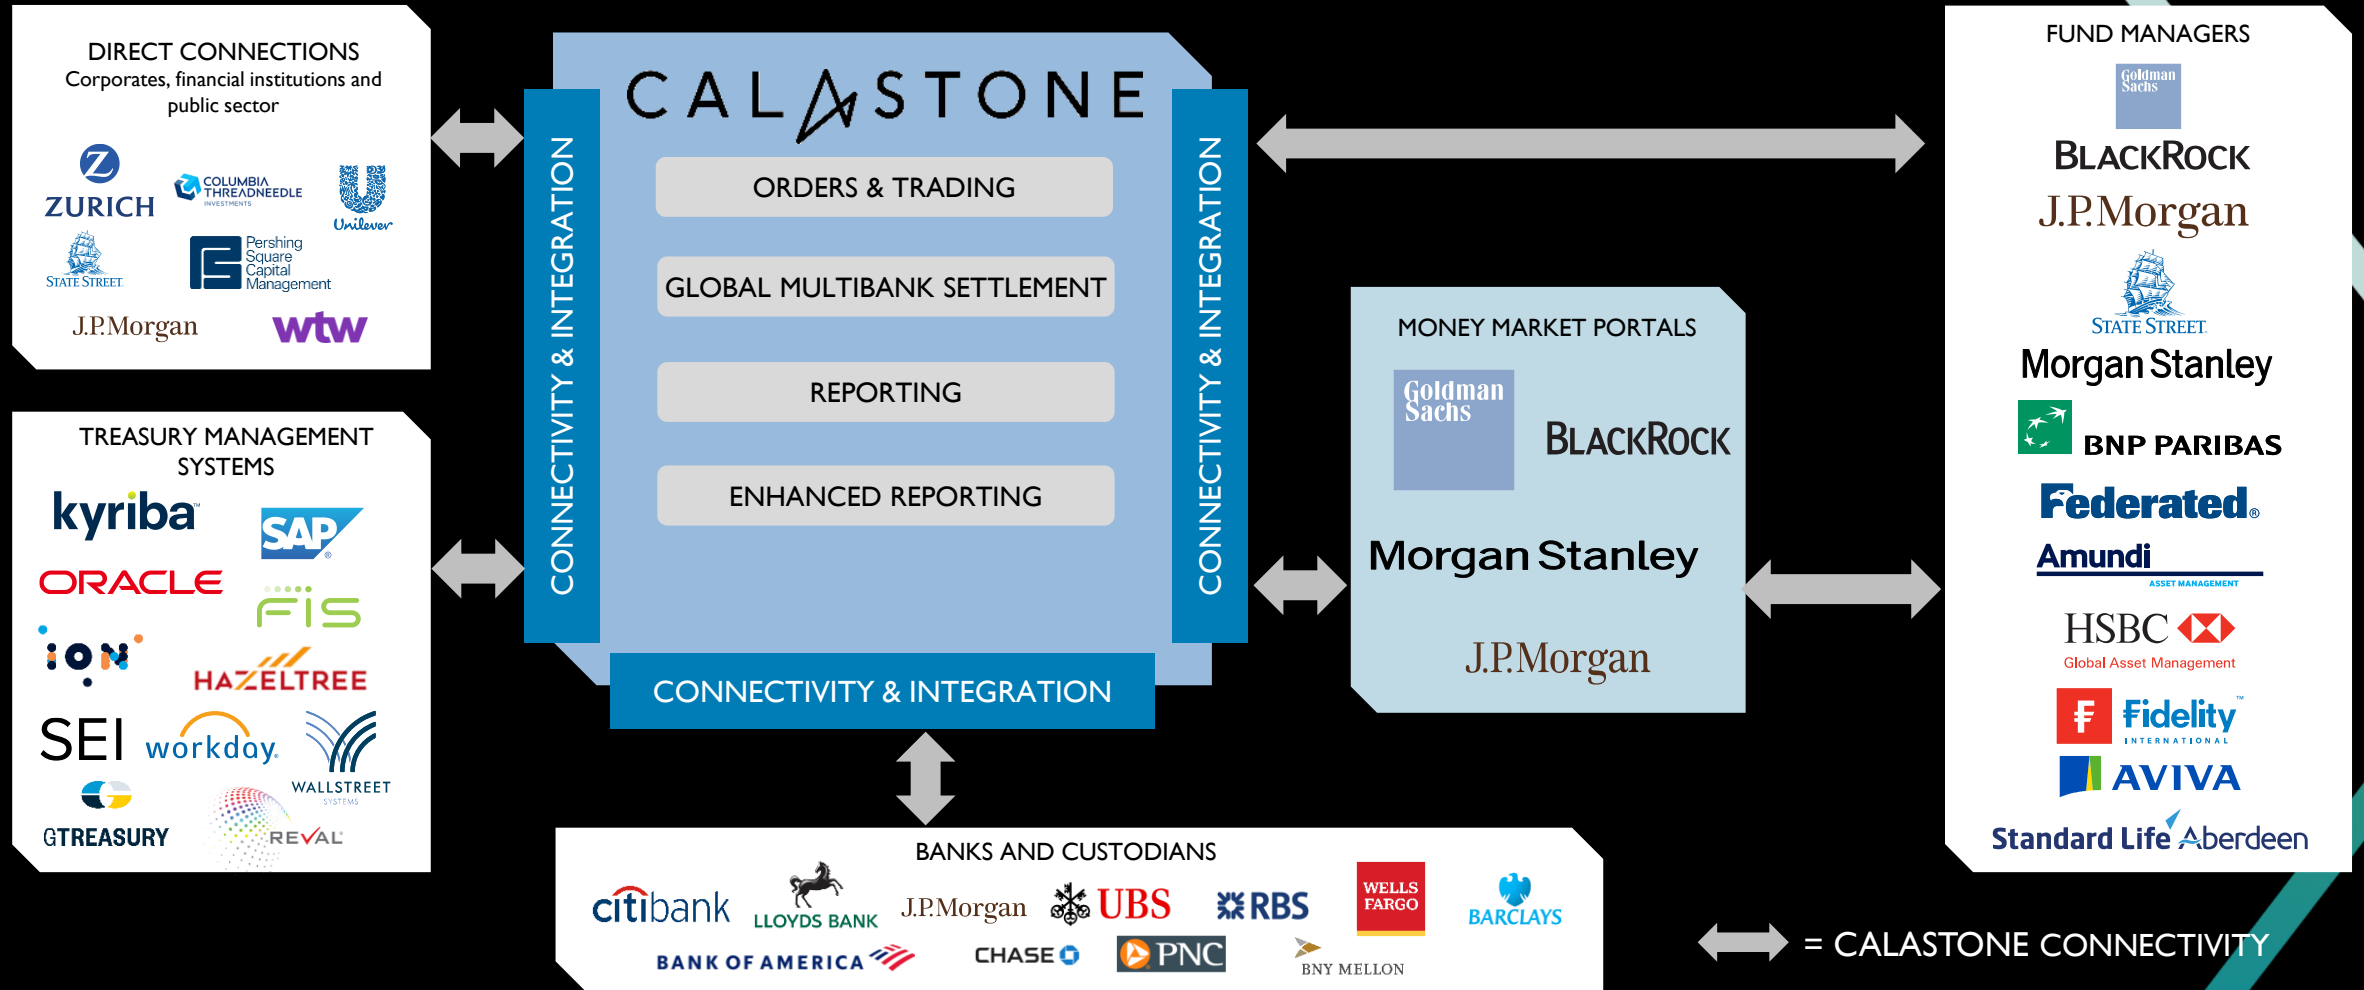 DIRECT CONNECTIONS
Corporates, financial institutions and
public sector
Z
ZURICH
COLUMBIA
THREADNEEDLE
INVESTMENTS
Unilever
STATE STREET
Pershing
Square
Capital
Management
J.P.Morgan
wtw
TREASURY MANAGEMENT
SYSTEMS
kyriba™
SAP®
ORACLE
FIS
ION
HAZELTREE
SEI
workday.
WALLSTREET
SYSTEMS
GTREASURY
REVAL
CALASTONE
CONNECTIVITY & INTEGRATION
ORDERS & TRADING
GLOBAL MULTIBANK SETTLEMENT
REPORTING
ENHANCED REPORTING
CONNECTIVITY & INTEGRATION
CONNECTIVITY & INTEGRATION
MONEY MARKET PORTALS
Goldman
Sachs
BLACKROCK
Morgan Stanley
J.P.Morgan
FUND MANAGERS
Goldman
Sachs
BLACKROCK
J.P.Morgan
STATE STREET
Morgan Stanley
BNP PARIBAS
Federated®
Amundi
ASSET MANAGEMENT
HSBC
Global Asset Management
Fidelity™
INTERNATIONAL
AVIVA
Standard Life Aberdeen
BANKS AND CUSTODIANS
citibank
LLOYDS BANK
J.P.Morgan
UBS
RBS
WELLS
FARGO
BARCLAYS
BANK OF AMERICA
CHASE
PNC
BNY MELLON
= CALASTONE CONNECTIVITY